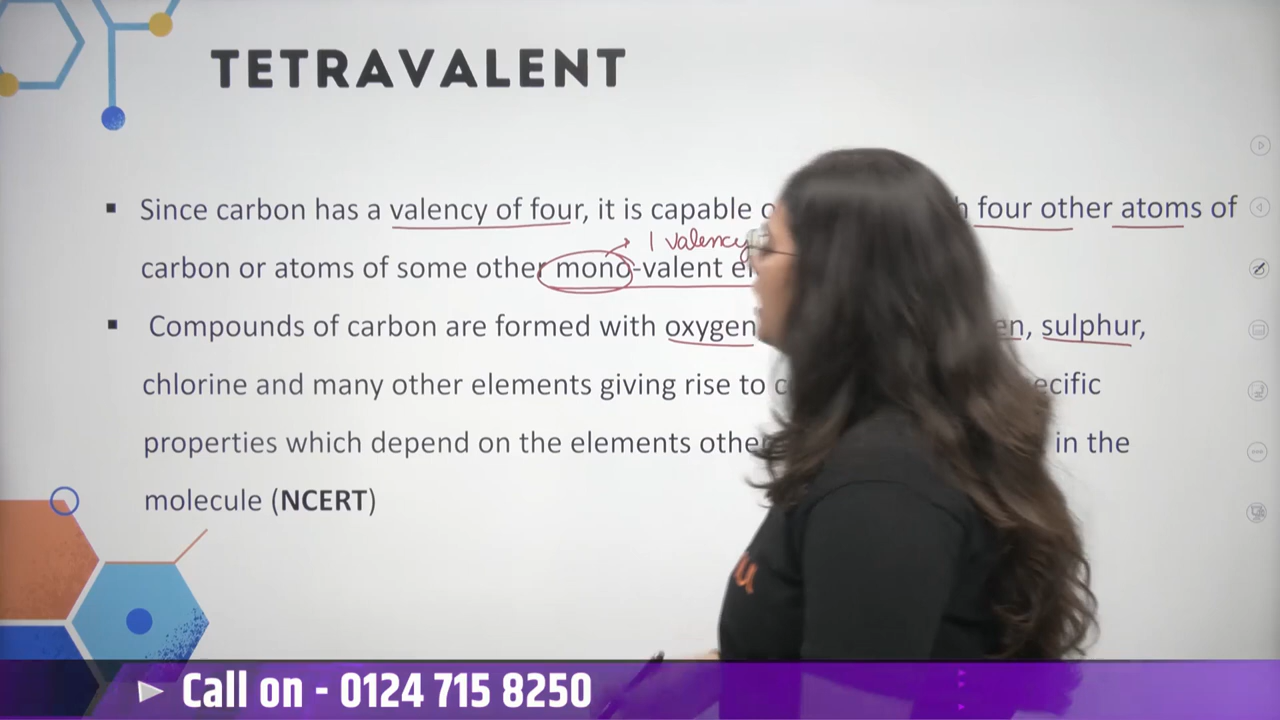 TETRAVALENT
Since carbon has a valency of four, it is capable four other atoms of
1 valency
carbon or atoms of some other mono-valent
Compounds of carbon are formed with oxygen sulphur,
chlorine and many other elements giving rise to
properties which depend on the elements in the
molecule (NCERT)
Call on - 0124 715 8250